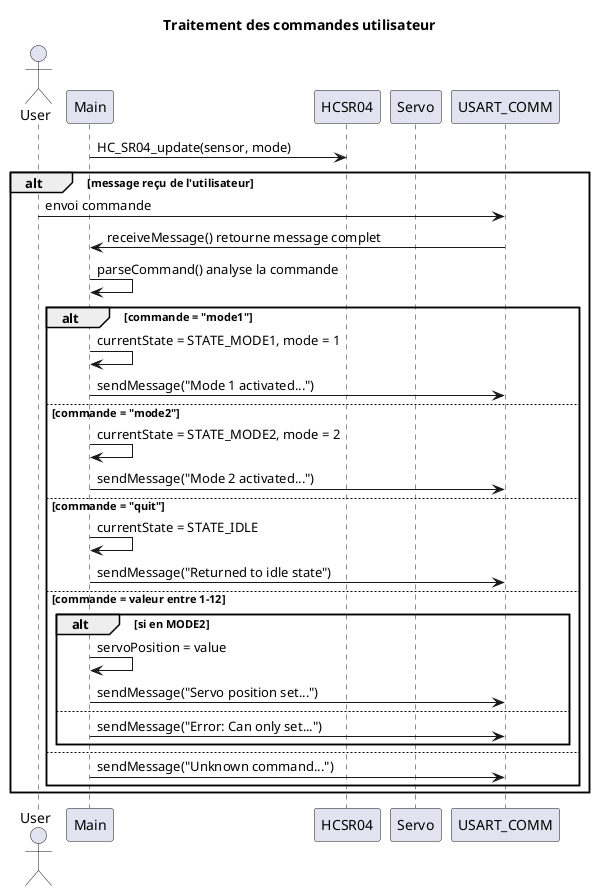 Traitement des commandes utilisateur
User
Main
HCSR04
Servo
USART_COMM
HC_SR04_update(sensor, mode)
alt [message reçu de l'utilisateur]
envoi commande
receiveMessage() retourne message complet
parseCommand() analyse la commande
alt [commande = "mode1"]
currentState = STATE_MODE1, mode = 1
sendMessage("Mode 1 activated...")
[commande = "mode2"]
currentState = STATE_MODE2, mode = 2
sendMessage("Mode 2 activated...")
[commande = "quit"]
currentState = STATE_IDLE
sendMessage("Returned to idle state")
[commande = valeur entre 1-12]
alt [si en MODE2]
servoPosition = value
sendMessage("Servo position set...")
sendMessage("Error: Can only set...")
sendMessage("Unknown command...")
User
Main
HCSR04
Servo
USART_COMM